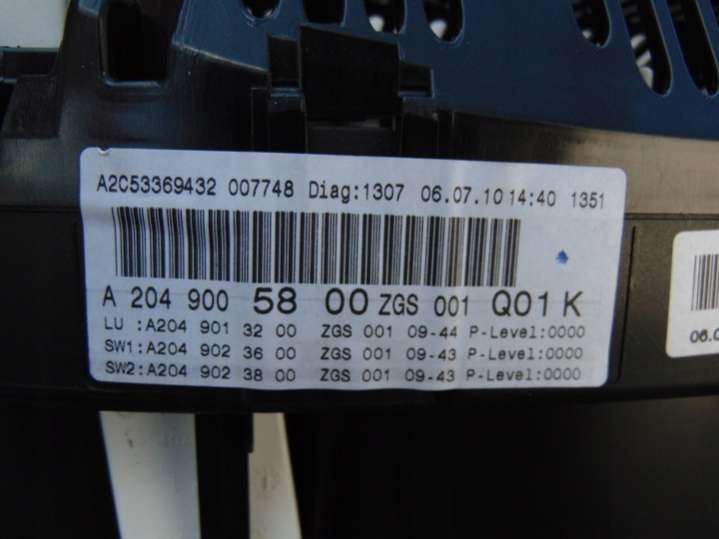 A2C53369432 007748 Diag:1307 06.07.10 14:40 1351
A 204 900 58 00 ZGS 001 Q01 K
LU :A204 901 32 00 ZGS 001 09-44 P-Level:0000
SW1:A204 902 36 00 ZGS 001 09-43 P-Level:0000
SW2:A204 902 38 00 ZGS 001 09-43 P-Level:0000